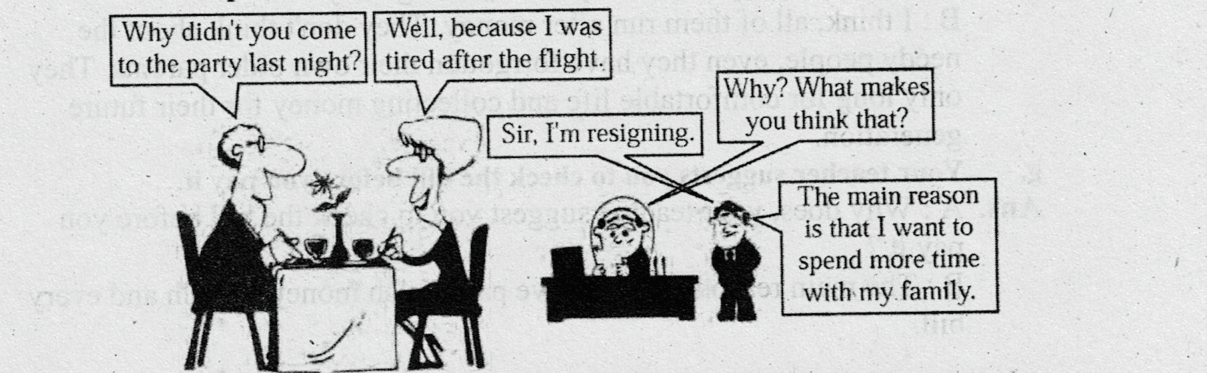 Why didn't you come
to the party last night?
Well, because I was
tired after the flight.
Sir, I'm resigning.
Why? What makes
you think that?
The main reason
is that I want to
spend more time
with my family.